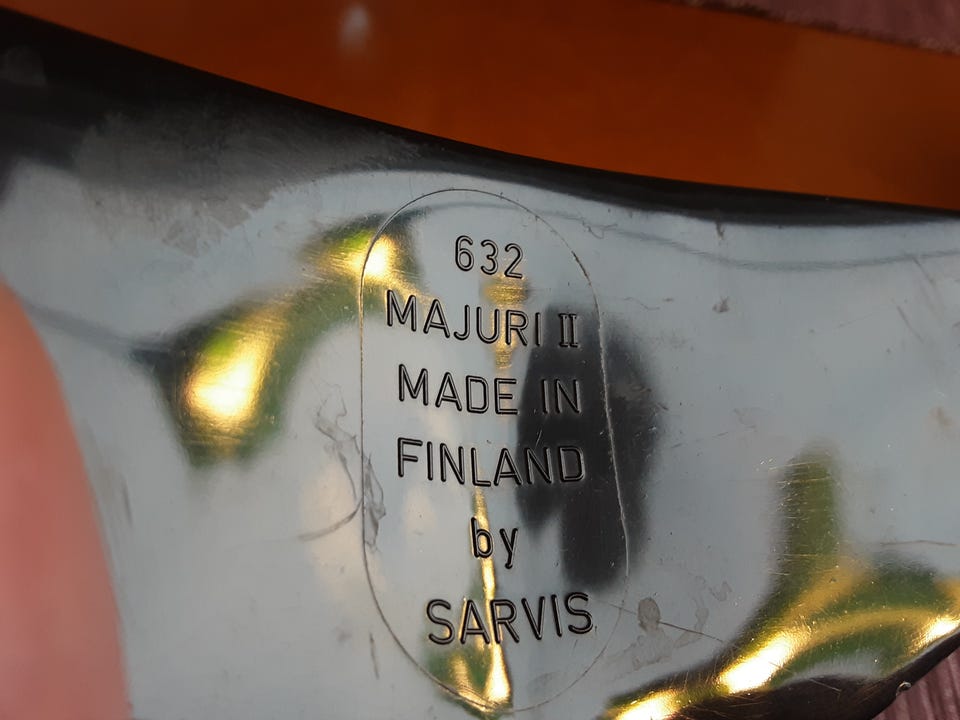 632
MAJURI II
MADE IN
FINLAND
by
SARVIS